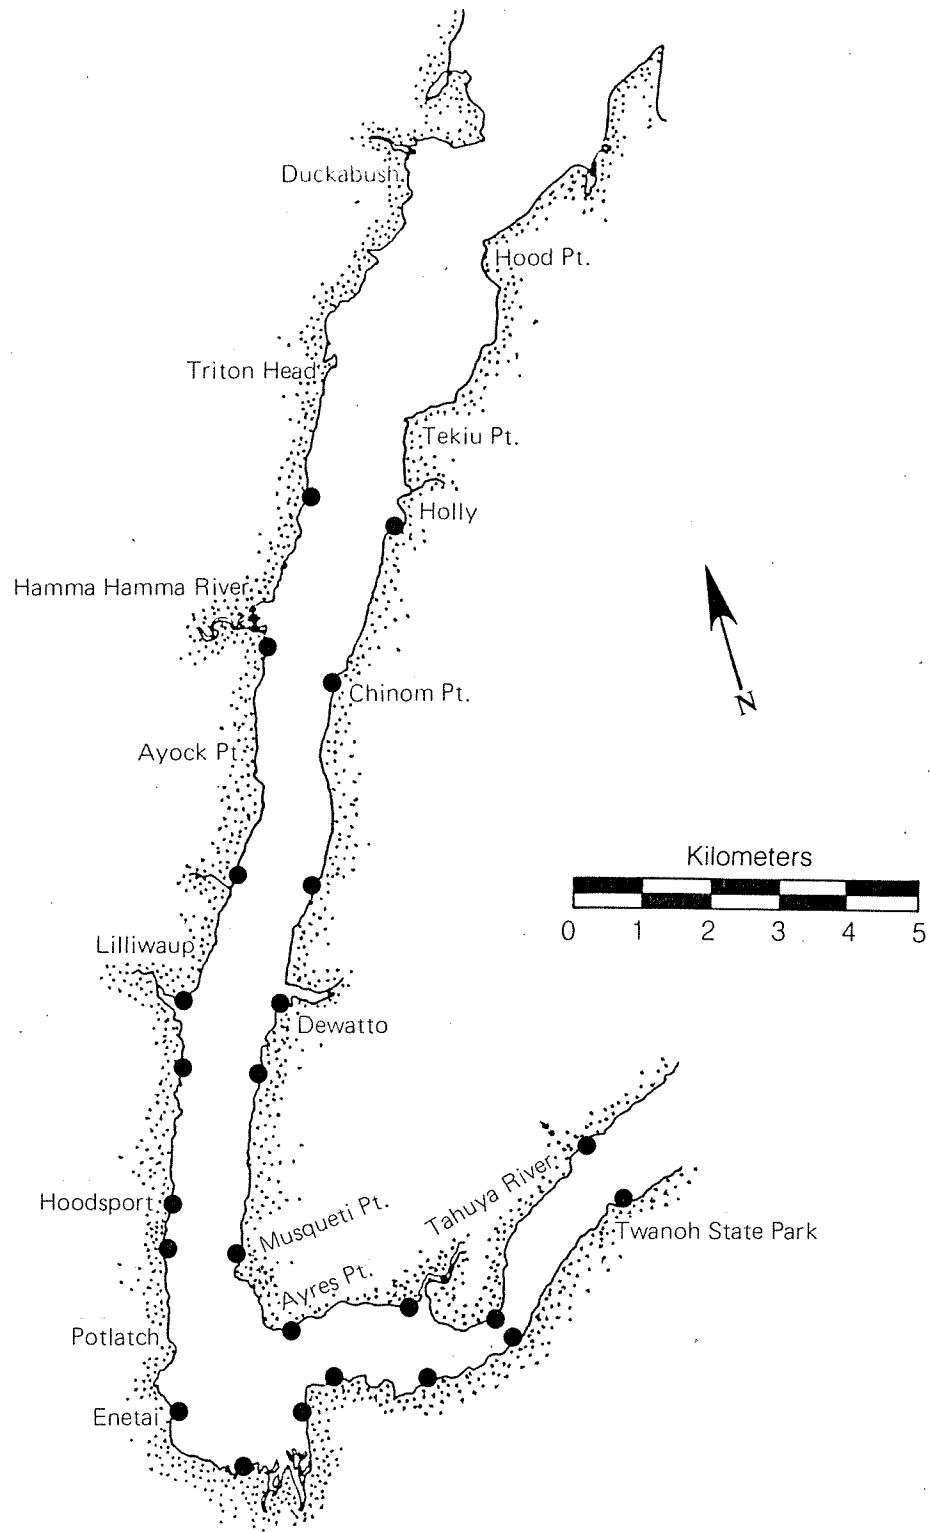 Duckabush
Hood Pt.
Triton Head
Tekiu Pt.
Holly
Hamma Hamma River
Chinom Pt.
N
Ayock Pt.
Kilometers
0 1 2 3 4 5
Lilliwaup
Dewatto
Tahuya River
Hoodsport
Musqueti Pt.
Twanoh State Park
Ayres Pt.
Potlatch
Enetai